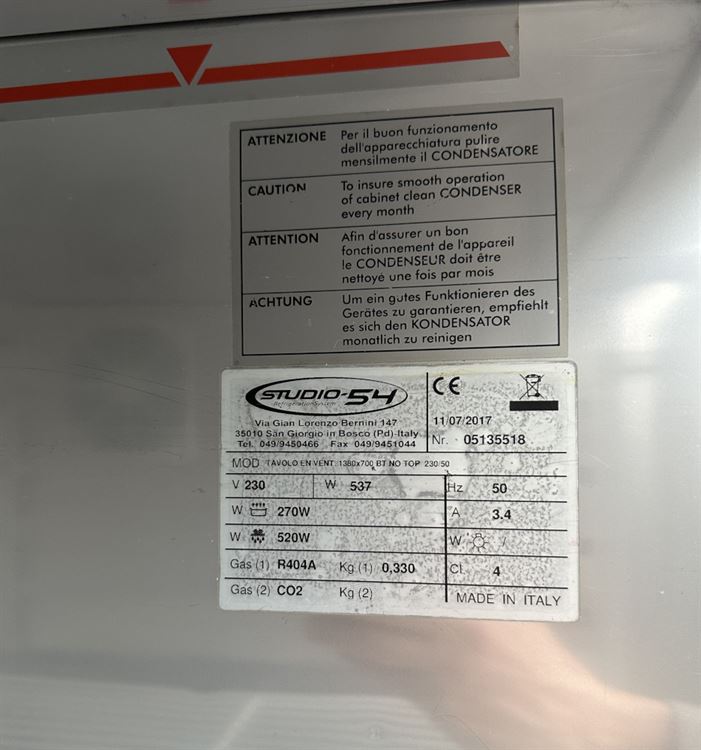 ATTENZIONE
Per il buon funzionamento
dell'apparecchiatura pulire
mensilmente il CONDENSATORE
CAUTION
To insure smooth operation
of cabinet clean CONDENSER
every month
ATTENTION
Afin d'assurer un bon
fonctionnement de l'appareil
le CONDENSEUR doit être
nettoyé une fois par mois
ACHTUNG
Um ein gutes Funktionieren des
Gerätes zu garantieren, empfiehlt
es sich den KONDENSATOR
monatlich zu reinigen
STUDIO-54
RefrigerationSystem
Via Gian Lorenzo Bernini 147
35010 San Giorgio in Bosco (Pd)-Italy
Tel. 049/9450466 Fax 049/9451044
CE
11/07/2017
Nr. 05135518
MOD TAVOLO EN VENT. 1380x700 BT NO TOP 230/50
V 230 W 537 Hz 50
W 270W A 3.4
W 520W W /
Gas (1) R404A Kg (1) 0,330 Cl. 4
Gas (2) CO2 Kg (2) MADE IN ITALY